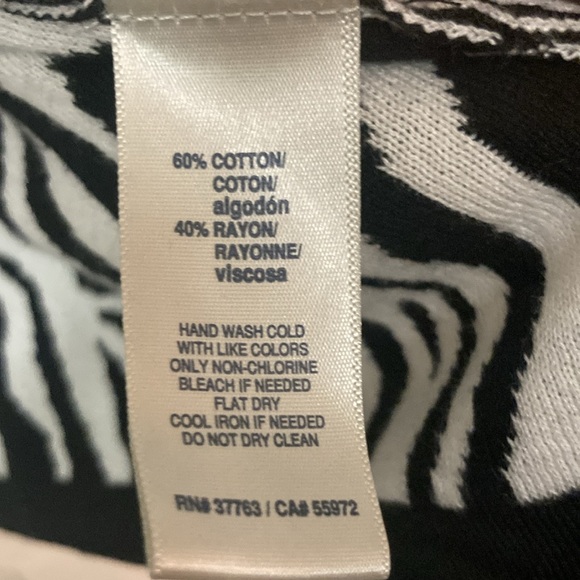 60% COTTON/
COTON/
algodón
40% RAYON/
RAYONNE/
viscosa
HAND WASH COLD
WITH LIKE COLORS
ONLY NON-CHLORINE
BLEACH IF NEEDED
FLAT DRY
COOL IRON IF NEEDED
DO NOT DRY CLEAN
RN# 37763 / CA# 55972